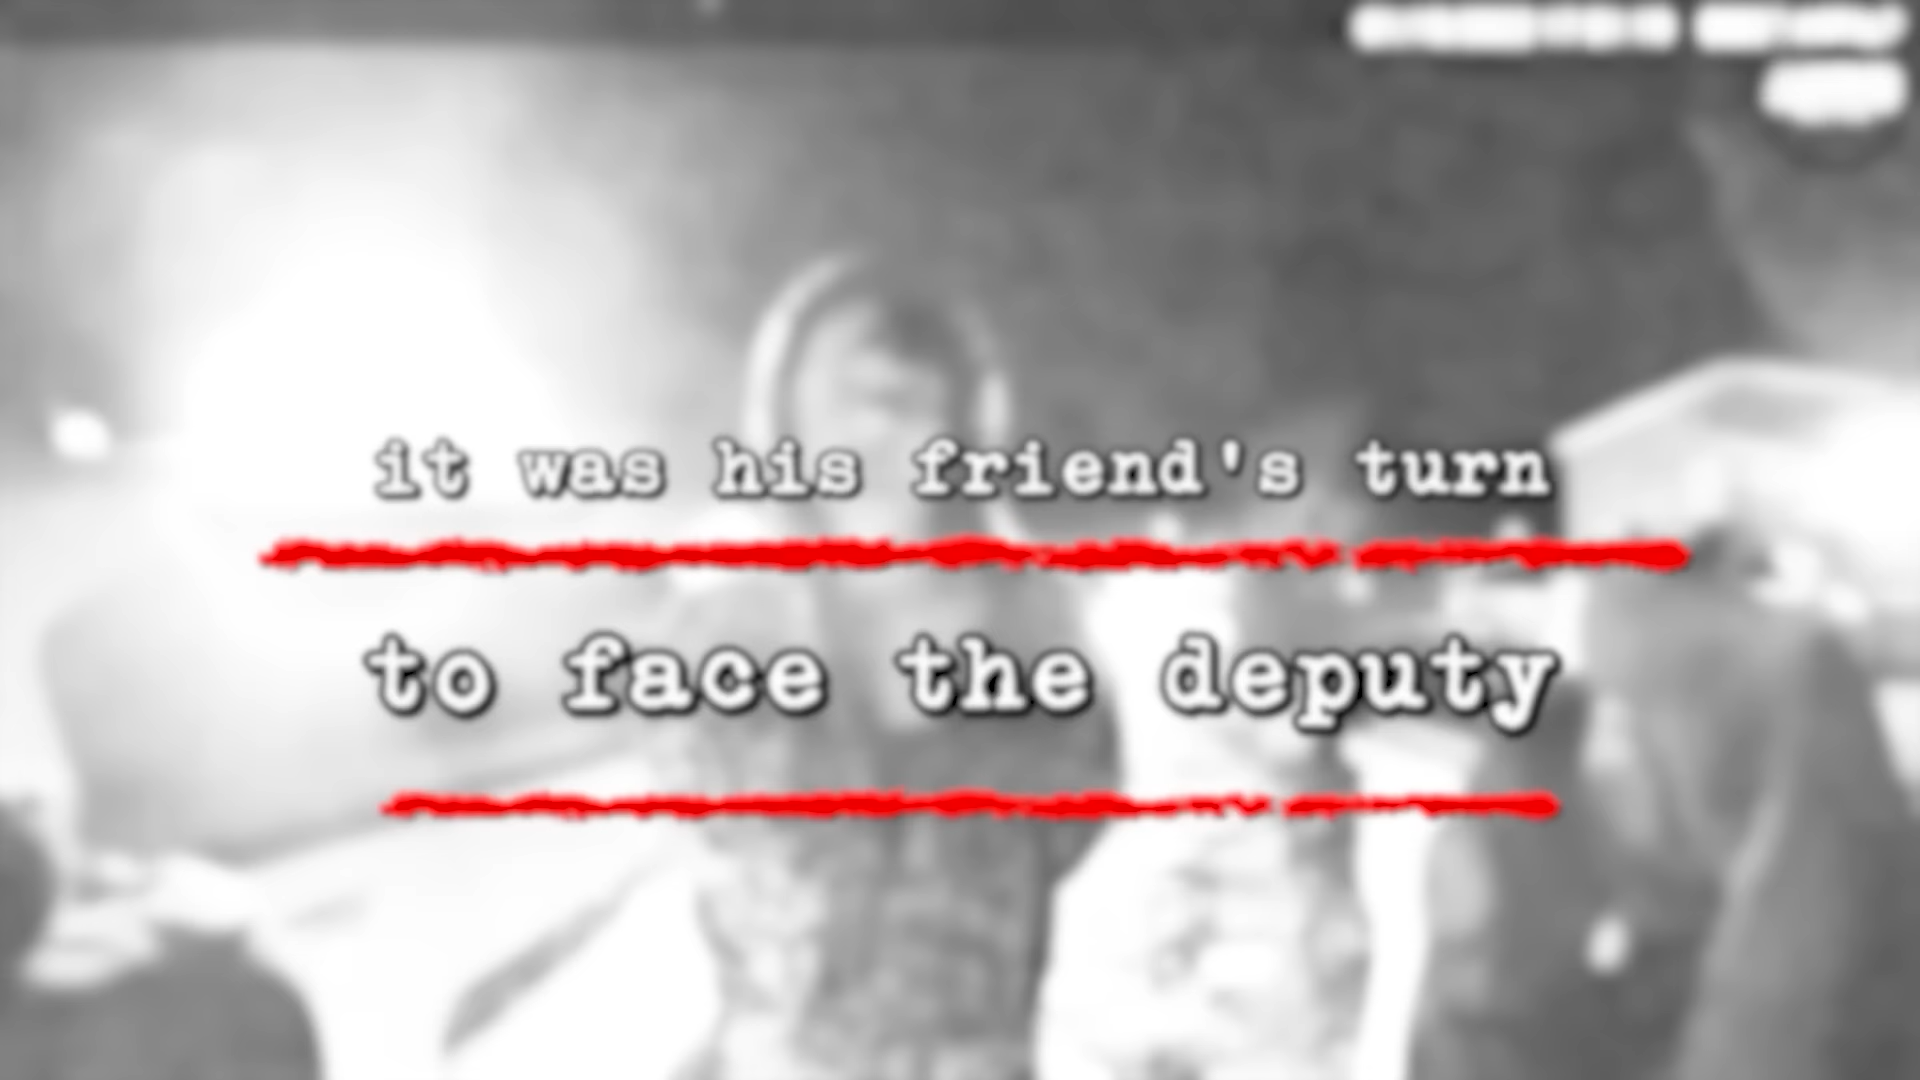 it was his friend's turn
to face the deputy